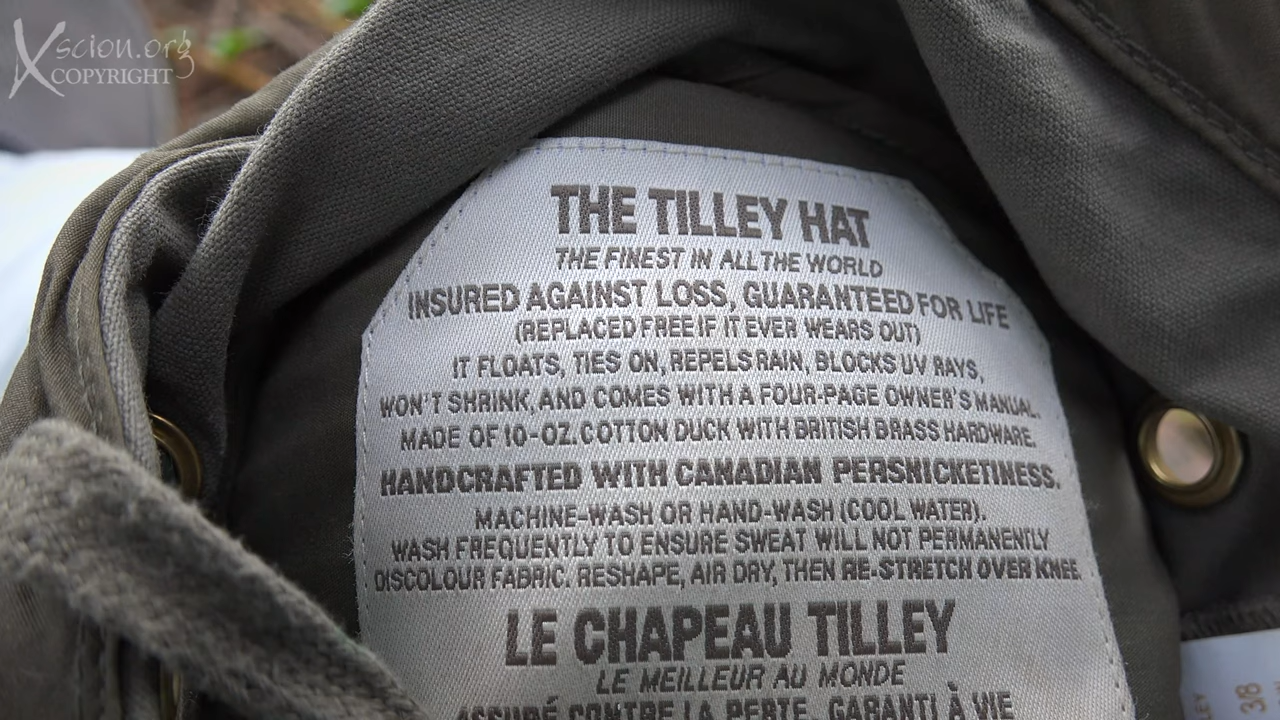 Xscion.org
COPYRIGHT
THE TILLEY HAT
THE FINEST IN ALL THE WORLD
INSURED AGAINST LOSS, GUARANTEED FOR LIFE
(REPLACED FREE IF IT EVER WEARS OUT)
IT FLOATS, TIES ON, REPELS RAIN, BLOCKS UV RAYS,
WON'T SHRINK, AND COMES WITH A FOUR-PAGE OWNER'S MANUAL.
MADE OF 10-OZ. COTTON DUCK WITH BRITISH BRASS HARDWARE.
HANDCRAFTED WITH CANADIAN PERSNICKETINESS.
MACHINE-WASH OR HAND-WASH (COOL WATER).
WASH FREQUENTLY TO ENSURE SWEAT WILL NOT PERMANENTLY
DISCOLOUR FABRIC. RESHAPE, AIR DRY, THEN RE-STRETCH OVER KNEE.
LE CHAPEAU TILLEY
LE MEILLEUR AU MONDE
ASSURÉ CONTRE LA PERTE, GARANTI À VIE
38